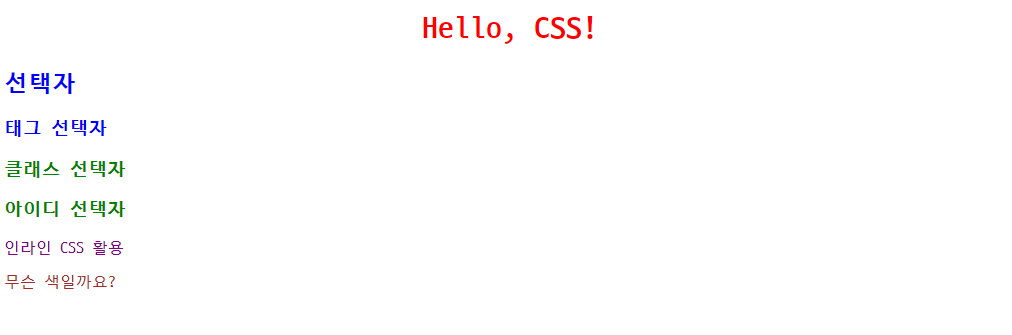 Hello, CSS!
선택자
태그 선택자
클래스 선택자
아이디 선택자
인라인 CSS 활용
무슨 색일까요?